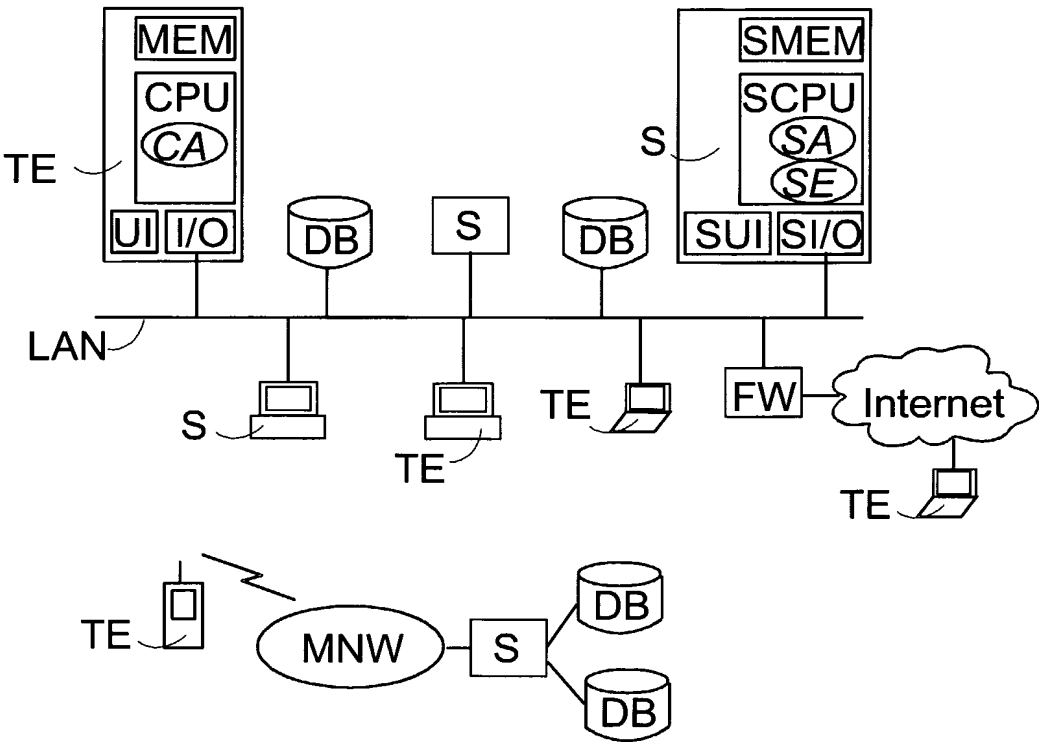 MEM
SMEM
CPU
SCPU
CA
SA
TE
S
SE
UI
I/O
DB
S
DB
SUI
SI/O
LAN
S
TE
TE
FW
Internet
TE
TE
MNW
S
DB
DB